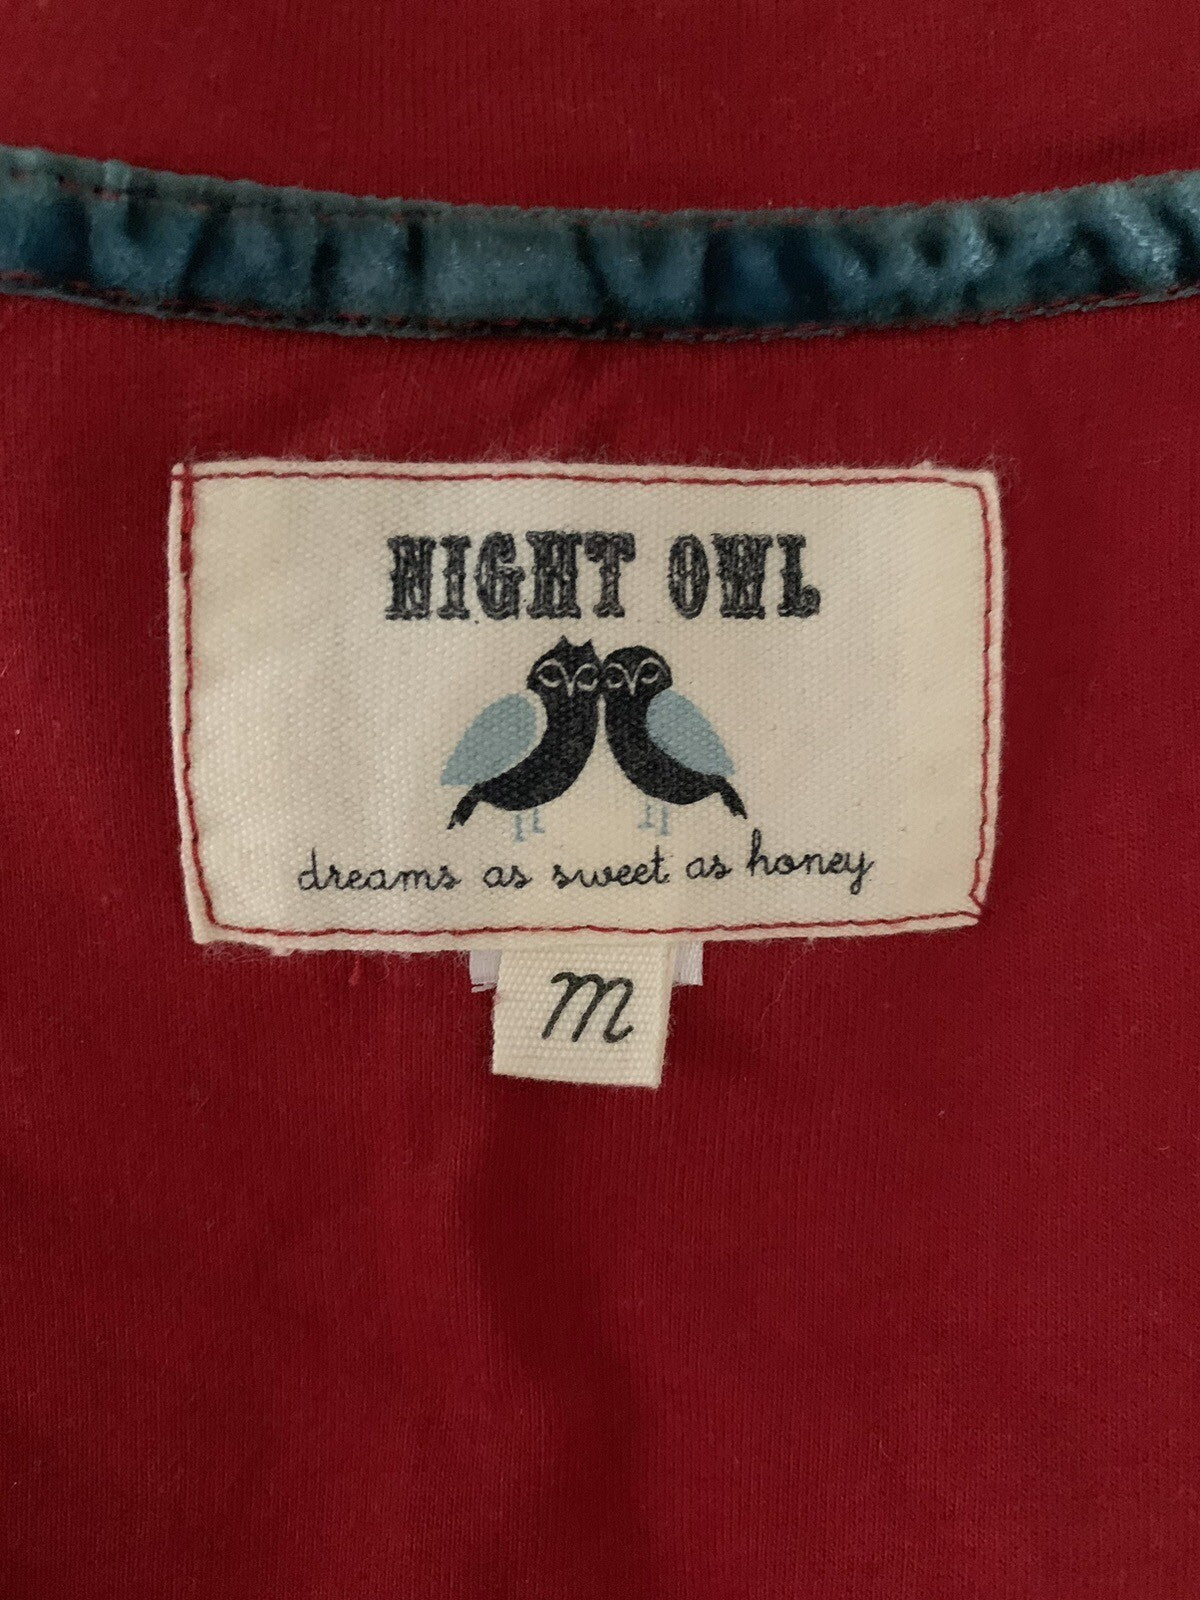 NIGHT OWL
dreams as sweet as honey
M